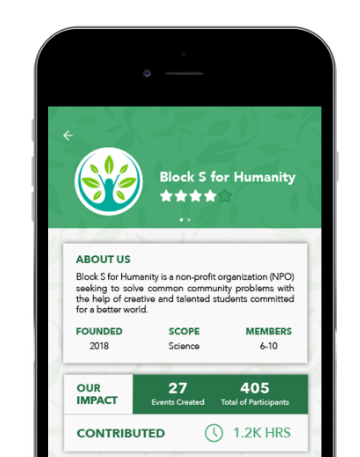 Block S for Humanity
ABOUT US
Block S for Humanity is a non-profit organization (NPO)
seeking to solve common community problems with
the help of creative and talented students committed
for a better world.
FOUNDED SCOPE MEMBERS
2018 Science 6-10
OUR IMPACT
27 405
Events Created Total of Participants
CONTRIBUTED 1.2K HRS